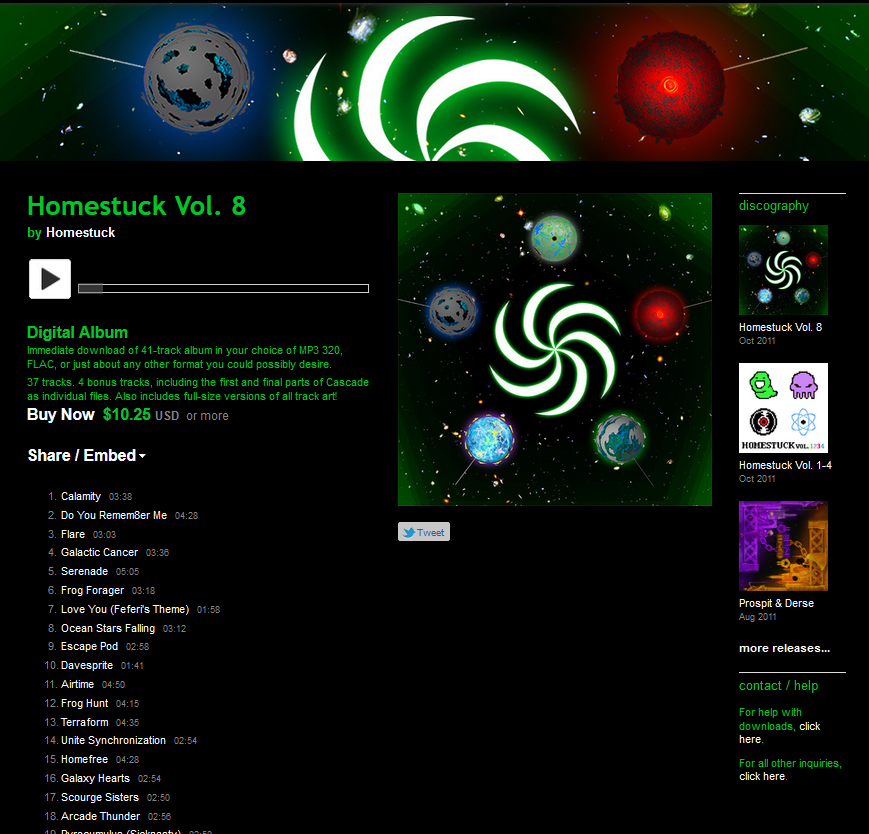 Homestuck Vol. 8
by Homestuck
Digital Album
Immediate download of 41-track album in your choice of MP3 320,
FLAC, or just about any other format you could possibly desire.
37 tracks. 4 bonus tracks, including the first and final parts of Cascade
as individual files. Also includes full-size versions of all track art!
Buy Now $10.25 USD or more
Share / Embed
1. Calamity 03:38
2. Do You Remem8er Me 04:28
3. Flare 03:03
4. Galactic Cancer 03:36
5. Serenade 05:05
6. Frog Forager 03:18
7. Love You (Feferi's Theme) 01:58
8. Ocean Stars Falling 03:12
9. Escape Pod 02:58
10. Davesprite 01:41
11. Airtime 04:50
12. Frog Hunt 04:15
13. Terraform 04:35
14. Unite Synchronization 02:54
15. Homefree 04:28
16. Galaxy Hearts 02:54
17. Scourge Sisters 02:50
18. Arcade Thunder 02:56
Tweet
discography
Homestuck Vol. 8
Oct 2011
HOMESTUCK VOL. 1234
Homestuck Vol. 1-4
Oct 2011
Prospit & Derse
Aug 2011
more releases...
contact / help
For help with
downloads, click
here.
For all other inquiries,
click here.